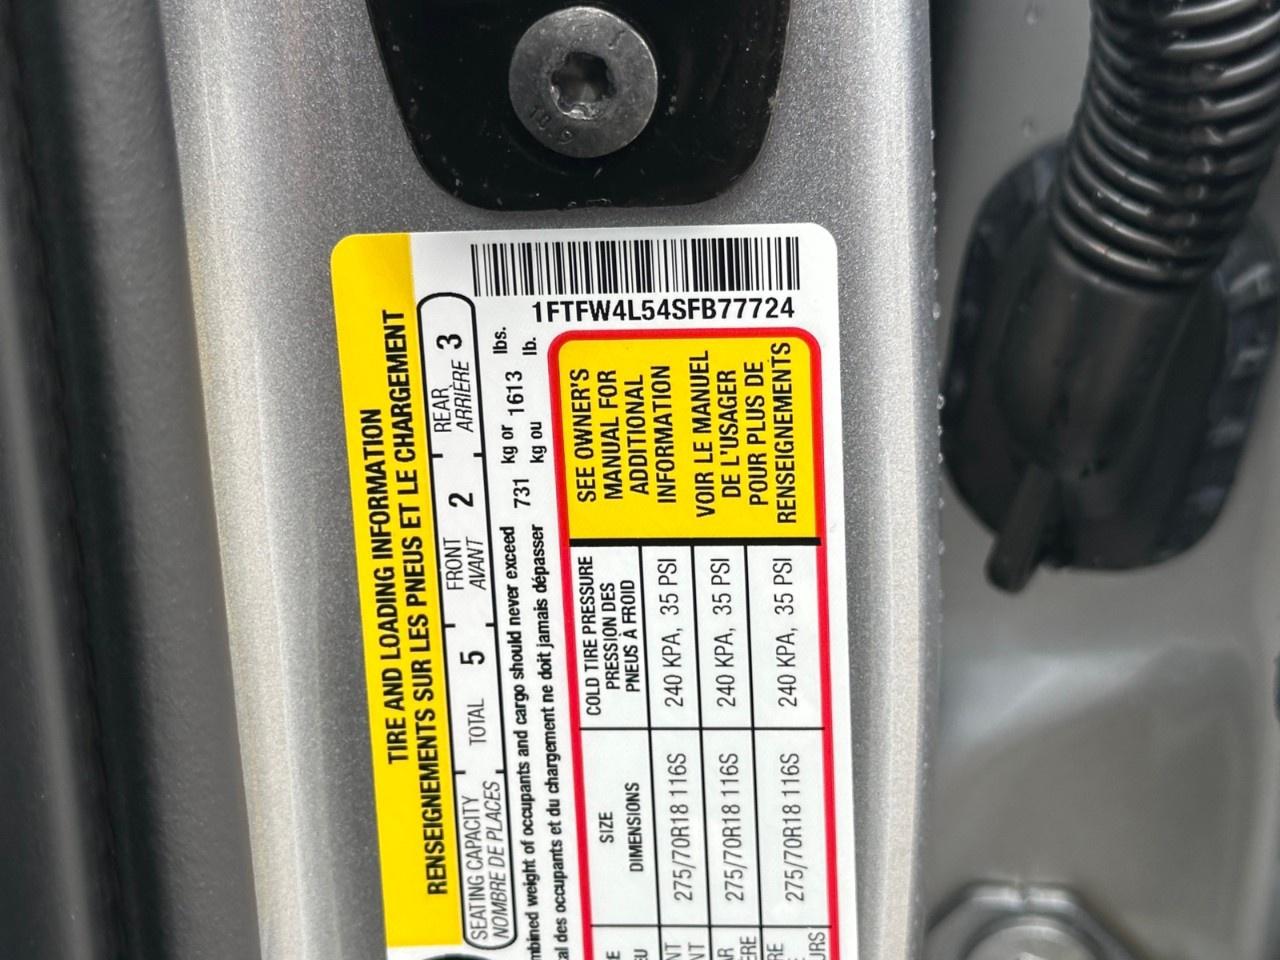 10.9
1FTFW4L54SFB77724
TIRE AND LOADING INFORMATION
RENSEIGNEMENTS SUR LES PNEUS ET LE CHARGEMENT
SEATING CAPACITY TOTAL 5 FRONT 2 REAR 3
NOMBRE DE PLACES AVANT ARRIÈRE
weight of occupants and cargo should never exceed 731 kg or 1613 lbs.
des occupants et du chargement ne doit jamais dépasser kg ou lb.
SIZE COLD TIRE PRESSURE
DIMENSIONS PRESSION DES
PNEUS À FROID
275/70R18 116S 240 KPA, 35 PSI
275/70R18 116S 240 KPA, 35 PSI
275/70R18 116S 240 KPA, 35 PSI
SEE OWNER'S
MANUAL FOR
ADDITIONAL
INFORMATION
VOIR LE MANUEL
DE L'USAGER
POUR PLUS DE
RENSEIGNEMENTS